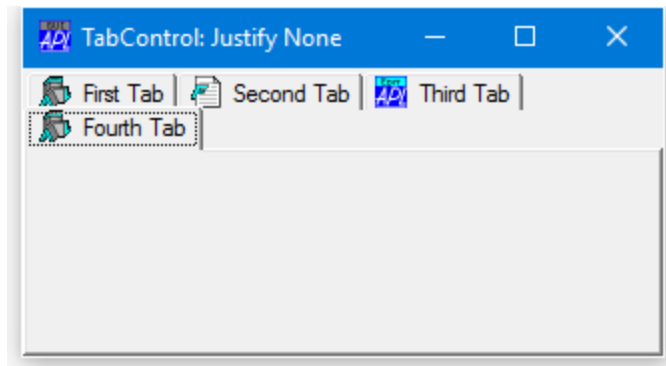 TabControl: Justify None
First Tab Second Tab Third Tab
Fourth Tab